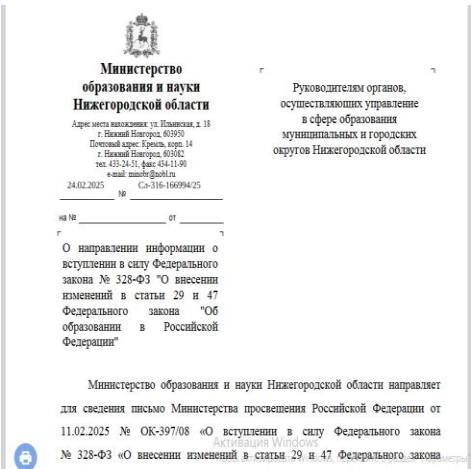 Министерство
образования и науки
Нижегородской области
Адрес места нахождения: ул. Ильинская, д. 18
г. Нижний Новгород, 603950
Почтовый адрес: Кремль, корп. 14
г. Нижний Новгород, 603082
тел. 433-24-51, факс 434-11-90
e-mail: minobr@nobl.ru
24.02.2025 № Сл-316-166994/25
на № от
Руководителям органов,
осуществляющих управление
в сфере образования
муниципальных и городских
округов Нижегородской области
О направлении информации о
вступлении в силу Федерального
закона № 328-ФЗ "О внесении
изменений в статьи 29 и 47
Федерального закона "Об
образовании в Российской
Федерации"
Министерство образования и науки Нижегородской области направляет
для сведения письмо Министерства просвещения Российской Федерации от
11.02.2025 № ОК-397/08 «О вступлении в силу Федерального закона
Активация Windows
№ 328-ФЗ «О внесении изменений в статьи 29 и 47 Федерального закона